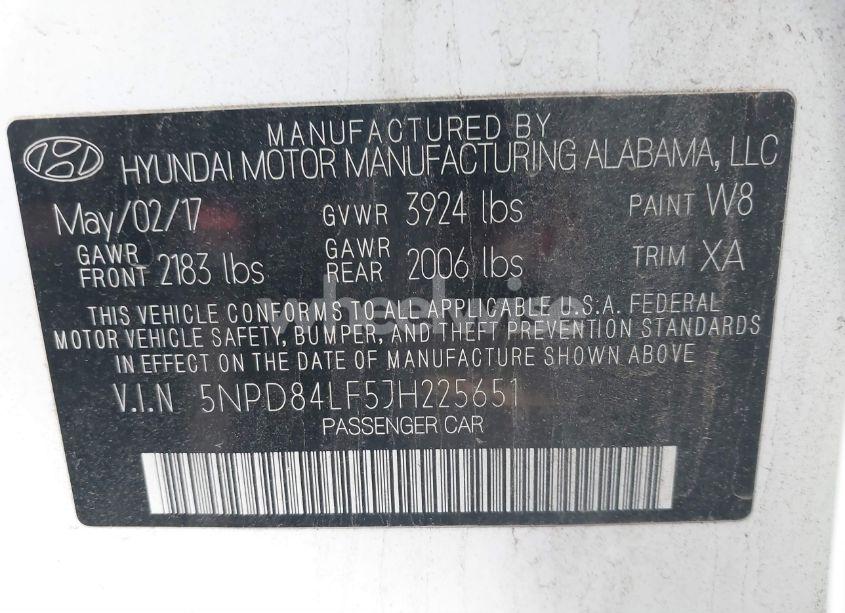 MANUFACTURED BY
HYUNDAI MOTOR MANUFACTURING ALABAMA, LLC
May/02/17 GVWR 3924 lbs PAINT W8
GAWR FRONT 2183 lbs GAWR REAR 2006 lbs TRIM XA
THIS VEHICLE CONFORMS TO ALL APPLICABLE U.S.A. FEDERAL
MOTOR VEHICLE SAFETY, BUMPER, AND THEFT PREVENTION STANDARDS
IN EFFECT ON THE DATE OF MANUFACTURE SHOWN ABOVE
V.I.N 5NPD84LF5JH225651
PASSENGER CAR